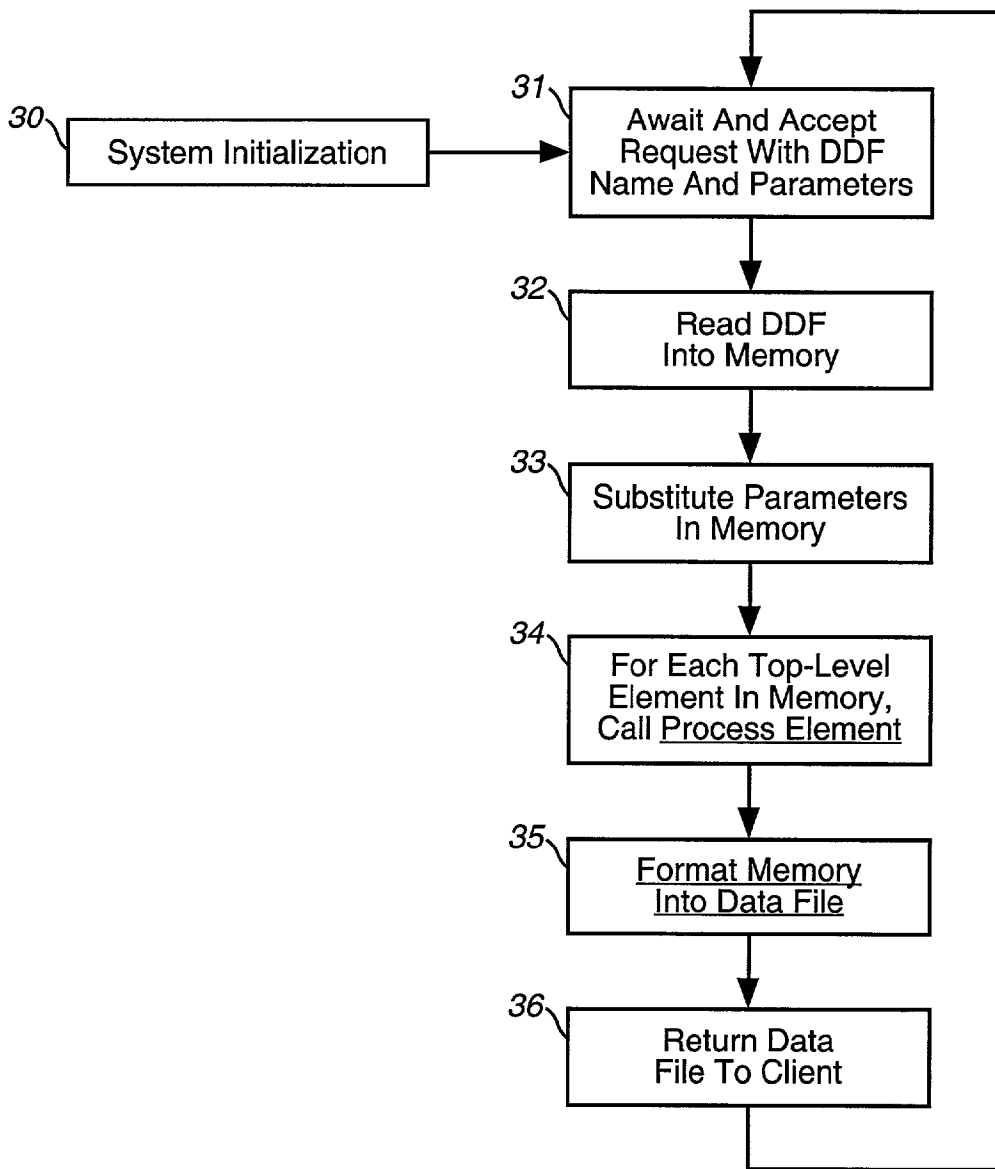 30
System Initialization
31
Await And Accept
Request With DDF
Name And Parameters
32
Read DDF
Into Memory
33
Substitute Parameters
In Memory
34
For Each Top-Level
Element In Memory,
Call Process Element
35
Format Memory
Into Data File
36
Return Data
File To Client